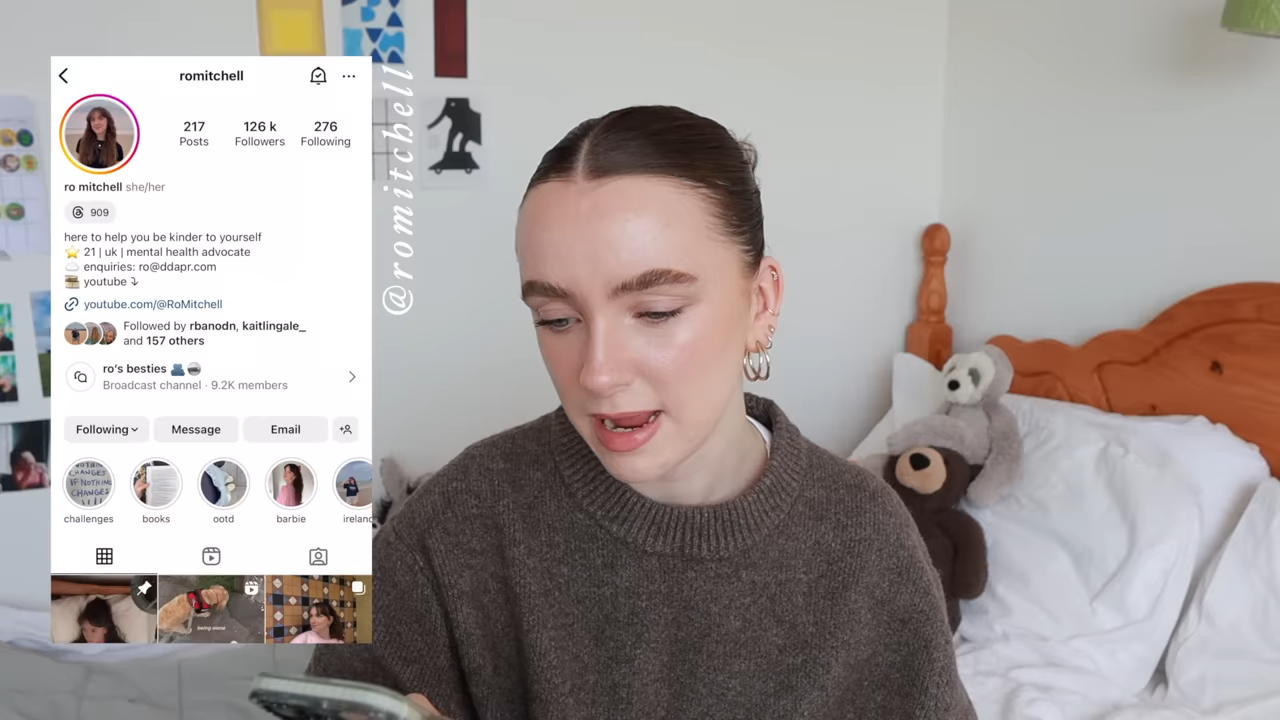 romitchell
217
Posts
126 k
Followers
276
Following
ro mitchell she/her
909
here to help you be kinder to yourself
⭐ 21 | uk | mental health advocate
☁️ enquiries: ro@ddapr.com
youtube ⤵
youtube.com/@RoMitchell
Followed by rbanodn, kaitlingale_
and 157 others
ro's besties
Broadcast channel · 9.2K members
Following
Message
Email
NOTHING
CHANGES
IF NOTHING
CHANGES
challenges
books
ootd
barbie
ireland
being alone
@romitchell